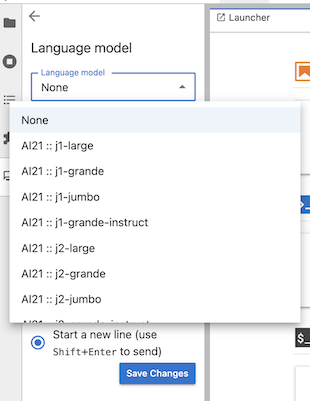 Launcher
Language model
Language model
None
None
AI21 :: j1-large
AI21 :: j1-grande
AI21 :: j1-jumbo
AI21 :: j1-grande-instruct
AI21 :: j2-large
AI21 :: j2-grande
AI21 :: j2-jumbo
Start a new line (use
Shift+Enter to send)
Save Changes
$_